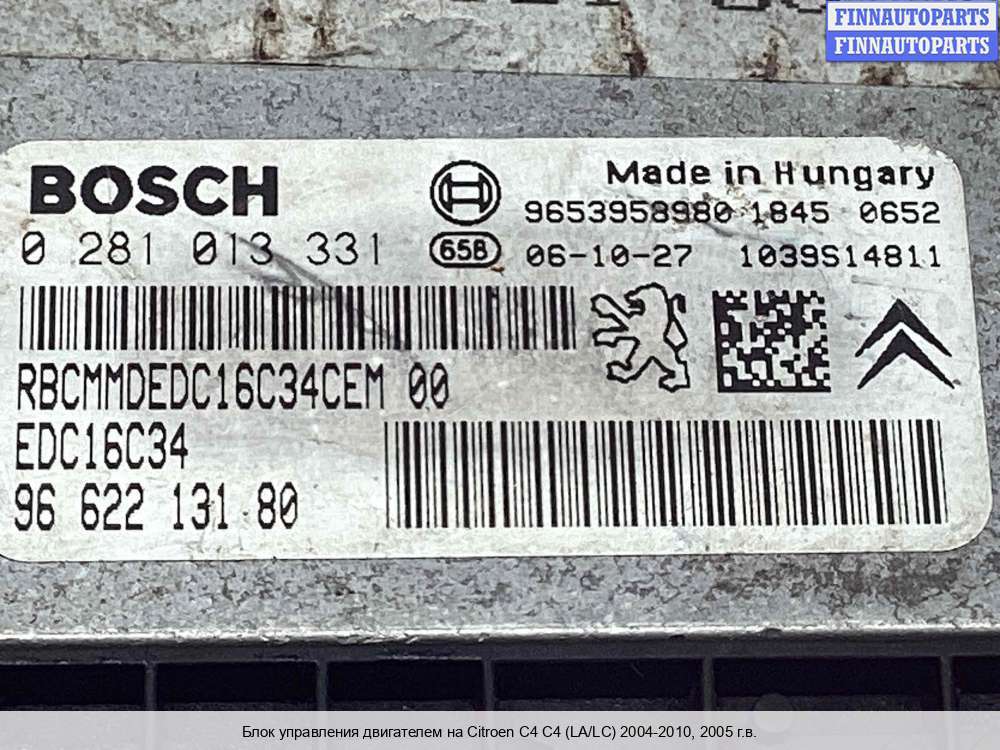 FINNAUTOPARTS
FINNAUTOPARTS
BOSCH
Made in Hungary
9653958980 1845 0652
0 281 013 331
65B
06-10-27 1039S14811
RBCMMDEDC16C34CEM 00
EDC16C34
96 622 131 80
Блок управления двигателем на Citroen C4 C4 (LA/LC) 2004-2010, 2005 г.в.